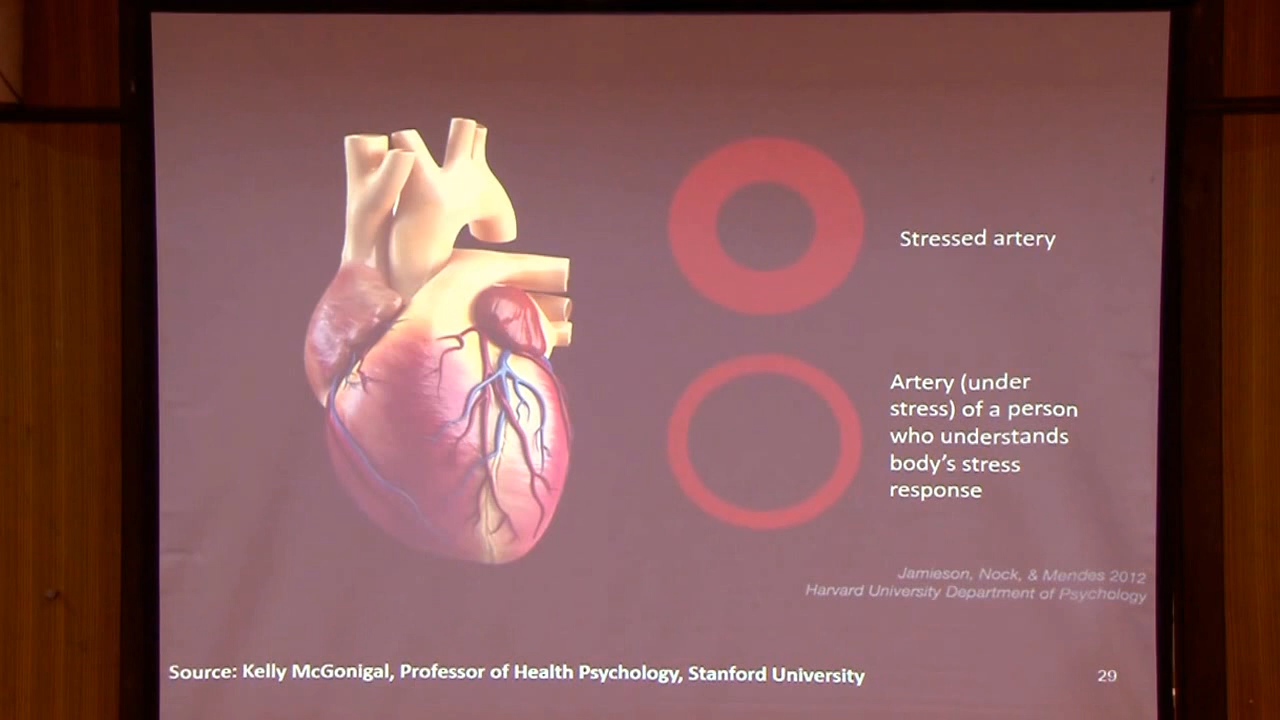 Stressed artery
Artery (under
stress) of a person
who understands
body's stress
response
Jamieson, Nock, & Mendes 2012
Harvard University Department of Psychology
Source: Kelly McGonigal, Professor of Health Psychology, Stanford University
29